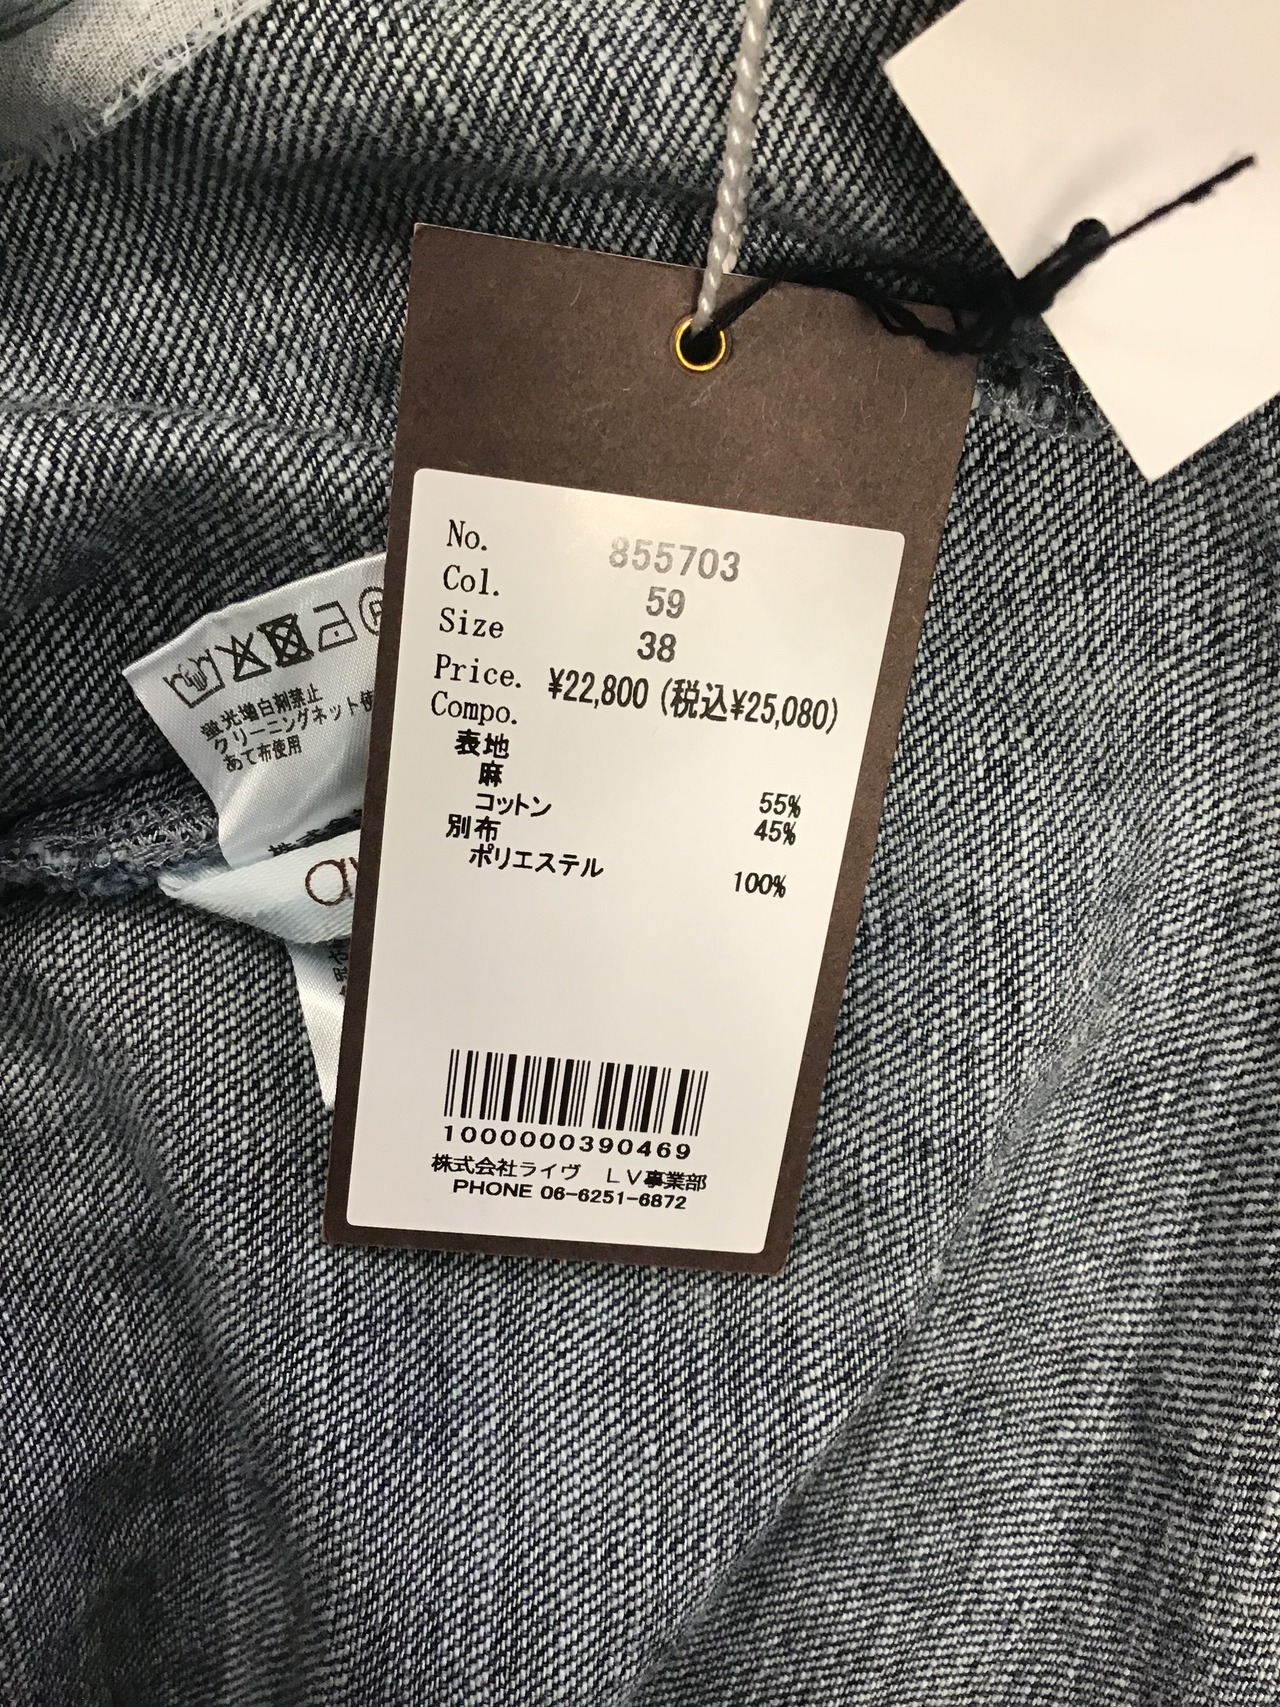 No. 855703
Col. 59
Size 38
Price. ¥22,800 (税込¥25,080)
Compo.
表地
麻 55%
コットン 45%
別布
ポリエステル 100%
1000000390469
株式会社ライヴ LV事業部
PHONE 06-6251-6872
蛍光増白剤禁止
クリーニングネット使
あて布使用